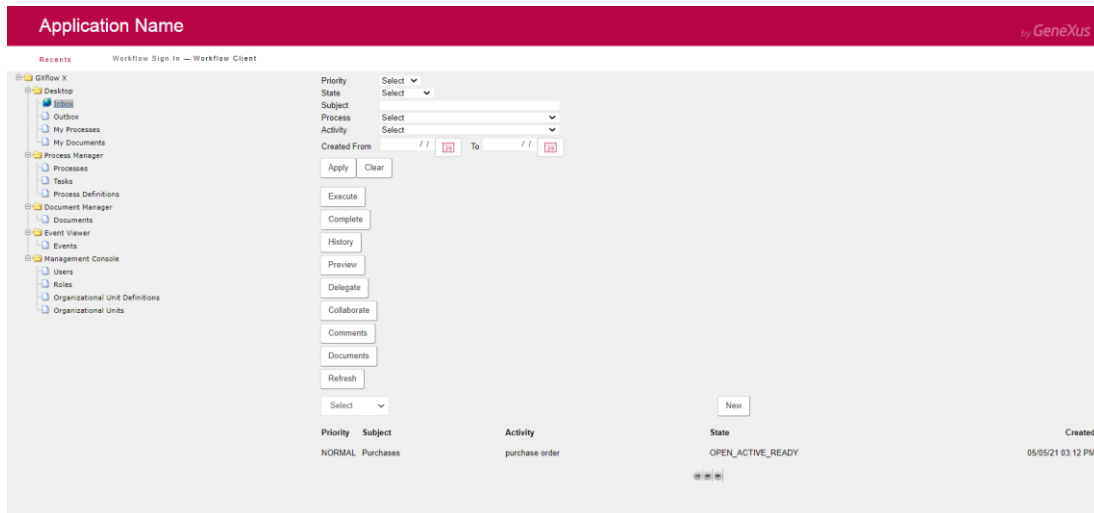 Application Name
by GeneXus
Recents Workflow Sign In — Workflow Client
GXflow X
Desktop
Inbox
Outbox
My Processes
My Documents
Process Manager
Processes
Tasks
Process Definitions
Document Manager
Documents
Event Viewer
Events
Management Console
Users
Roles
Organizational Unit Definitions
Organizational Units
Priority Select
State Select
Subject
Process Select
Activity Select
Created From / / To / /
Apply Clear
Execute
Complete
History
Preview
Delegate
Collaborate
Comments
Documents
Refresh
Select New
Priority Subject Activity State Created
NORMAL Purchases purchase order OPEN_ACTIVE_READY 05/05/21 03:12 PM